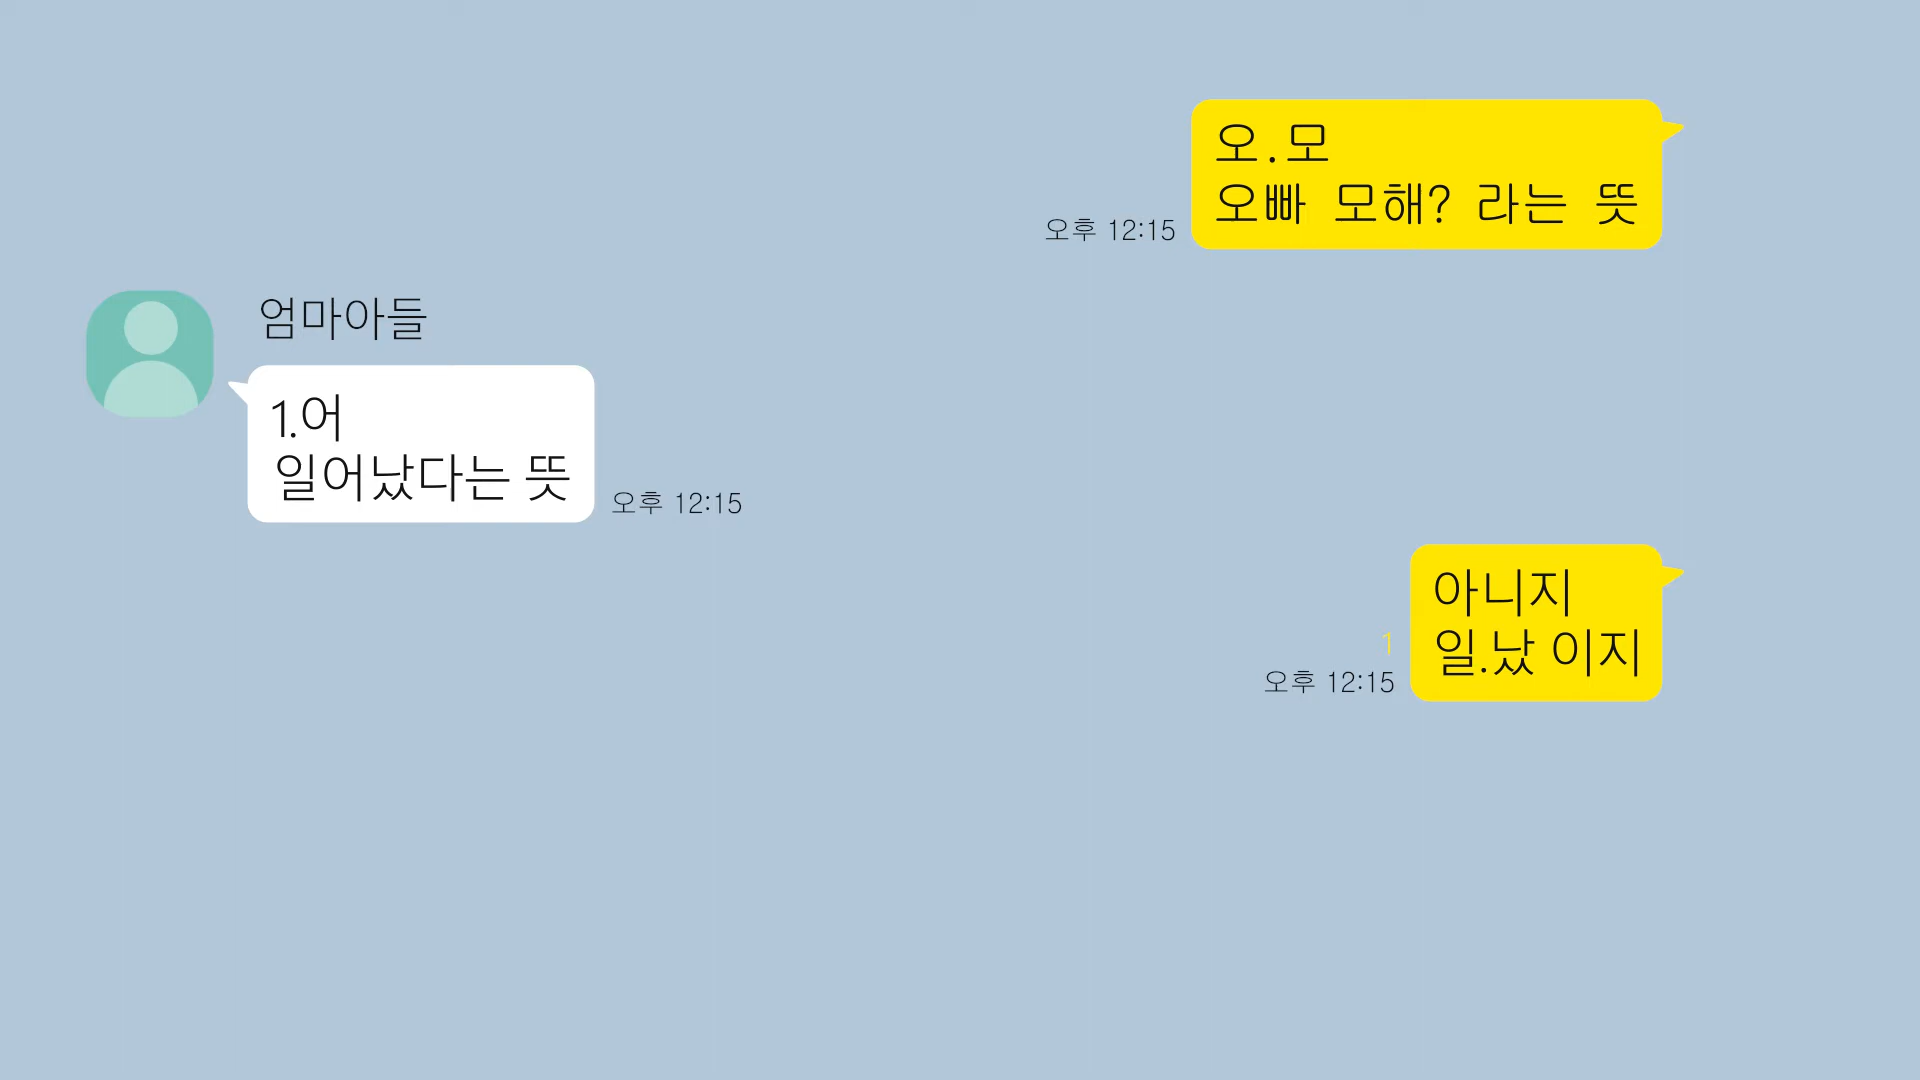 오.모
오빠 모해? 라는 뜻
오후 12:15
엄마아들
1.어
일어났다는 뜻
오후 12:15
아니지
일.났 이지
1
오후 12:15